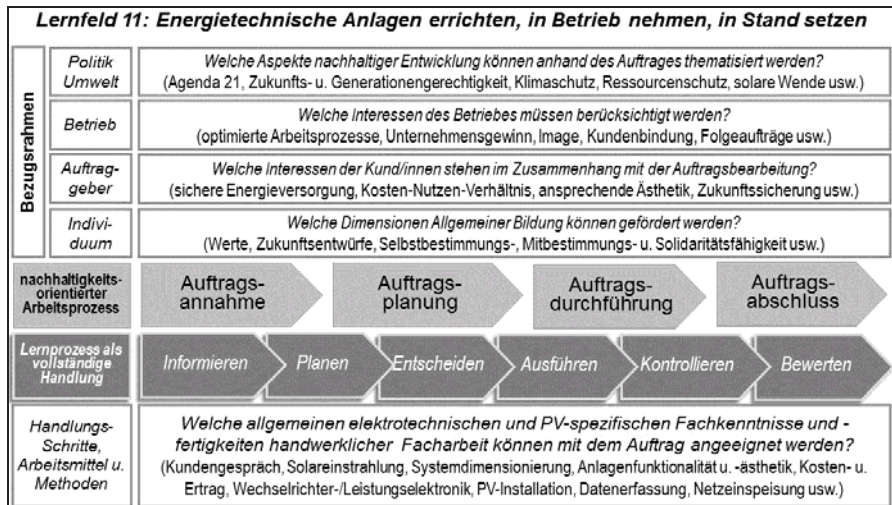 Lernfeld 11: Energietechnische Anlagen errichten, in Betrieb nehmen, in Stand setzen
Bezugsrahmen
Politik
Umwelt
Welche Aspekte nachhaltiger Entwicklung können anhand des Auftrages thematisiert werden?
(Agenda 21, Zukunfts- u. Generationengerechtigkeit, Klimaschutz, Ressourcenschutz, solare Wende usw.)
Betrieb
Welche Interessen des Betriebes müssen berücksichtigt werden?
(optimierte Arbeitsprozesse, Unternehmensgewinn, Image, Kundenbindung, Folgeaufträge usw.)
Auftrag-
geber
Welche Interessen der Kund/innen stehen im Zusammenhang mit der Auftragsbearbeitung?
(sichere Energieversorgung, Kosten-Nutzen-Verhältnis, ansprechende Ästhetik, Zukunftssicherung usw.)
Indivi-
duum
Welche Dimensionen Allgemeiner Bildung können gefördert werden?
(Werte, Zukunftsentwürfe, Selbstbestimmungs-, Mitbestimmungs- u. Solidaritätsfähigkeit usw.)
nachhaltigkeits-
orientierter
Arbeitsprozess
Auftrags-
annahme
Auftrags-
planung
Auftrags-
durchführung
Auftrags-
abschluss
Lernprozess als
vollständige
Handlung
Informieren
Planen
Entscheiden
Ausführen
Kontrollieren
Bewerten
Handlungs-
Schritte,
Arbeitsmittel u.
Methoden
Welche allgemeinen elektrotechnischen und PV-spezifischen Fachkenntnisse und -
fertigkeiten handwerklicher Facharbeit können mit dem Auftrag angeeignet werden?
(Kundengespräch, Solareinstrahlung, Systemdimensionierung, Anlagenfunktionalität u. -ästhetik, Kosten- u.
Ertrag, Wechselrichter-/Leistungselektronik, PV-Installation, Datenerfassung, Netzeinspeisung usw.)